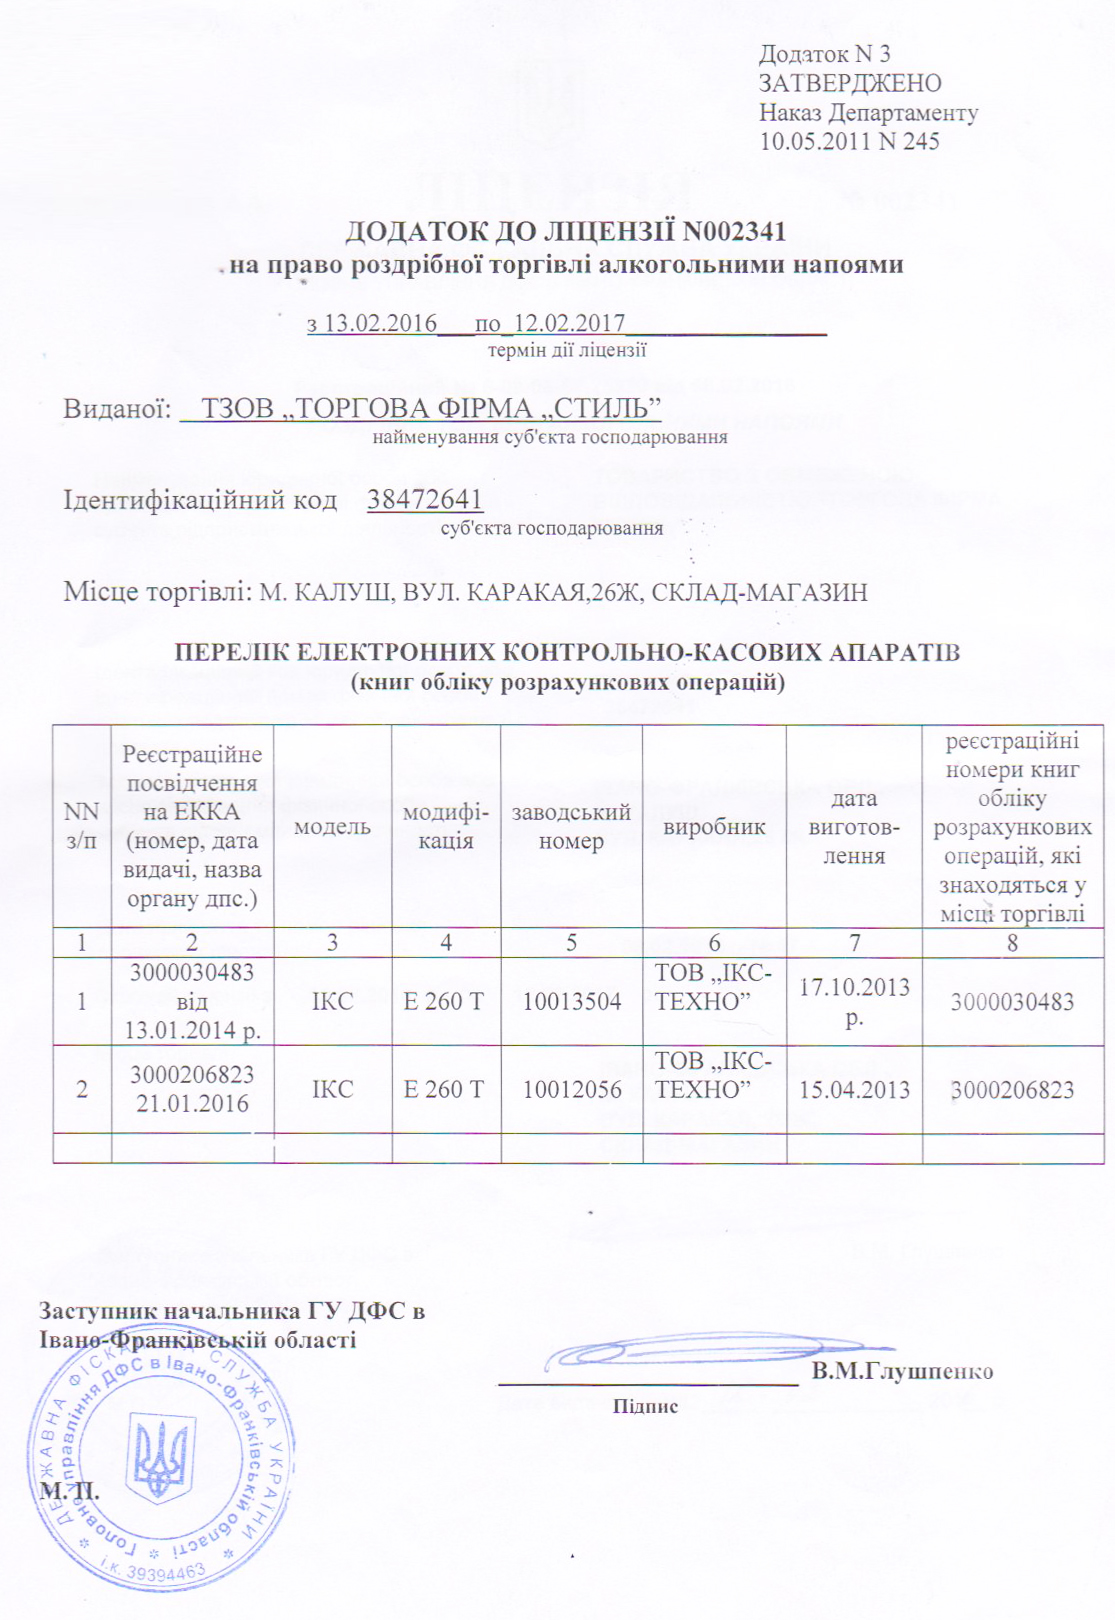 Додаток N 3
ЗАТВЕРДЖЕНО
Наказ Департаменту
10.05.2011 N 245
ДОДАТОК ДО ЛІЦЕНЗІЇ N002341
на право роздрібної торгівлі алкогольними напоями
з 13.02.2016___по_12.02.2017________________
термін дії ліцензії
Виданої: ТЗОВ „ТОРГОВА ФІРМА „СТИЛЬ”
найменування суб'єкта господарювання
Ідентифікаційний код 38472641
суб'єкта господарювання
Місце торгівлі: М. КАЛУШ, ВУЛ. КАРАКАЯ,26Ж, СКЛАД-МАГАЗИН
ПЕРЕЛІК ЕЛЕКТРОННИХ КОНТРОЛЬНО-КАСОВИХ АПАРАТІВ
(книг обліку розрахункових операцій)
NN
з/п
Реєстраційне
посвідчення
на ЕККА
(номер, дата
видачі, назва
органу дпс.)
модель
модифі-
кація
заводський
номер
виробник
дата
виготов-
лення
реєстраційні
номери книг
обліку
розрахункових
операцій, які
знаходяться у
місці торгівлі
1 2 3 4 5 6 7 8
1
3000030483
від
13.01.2014 р.
ІКС
Е 260 Т
10013504
ТОВ „ІКС-
ТЕХНО”
17.10.2013
р.
3000030483
2
3000206823
21.01.2016
ІКС
Е 260 Т
10012056
ТОВ „ІКС-
ТЕХНО”
15.04.2013
3000206823
Заступник начальника ГУ ДФС в
Івано-Франківській області
В.М.Глушпенко
Підпис
М. П.
ДЕРЖАВНА ФІСКАЛЬНА СЛУЖБА УКРАЇНИ
Головне управління ДФС в Івано-Франківській області
і.к. 39394463